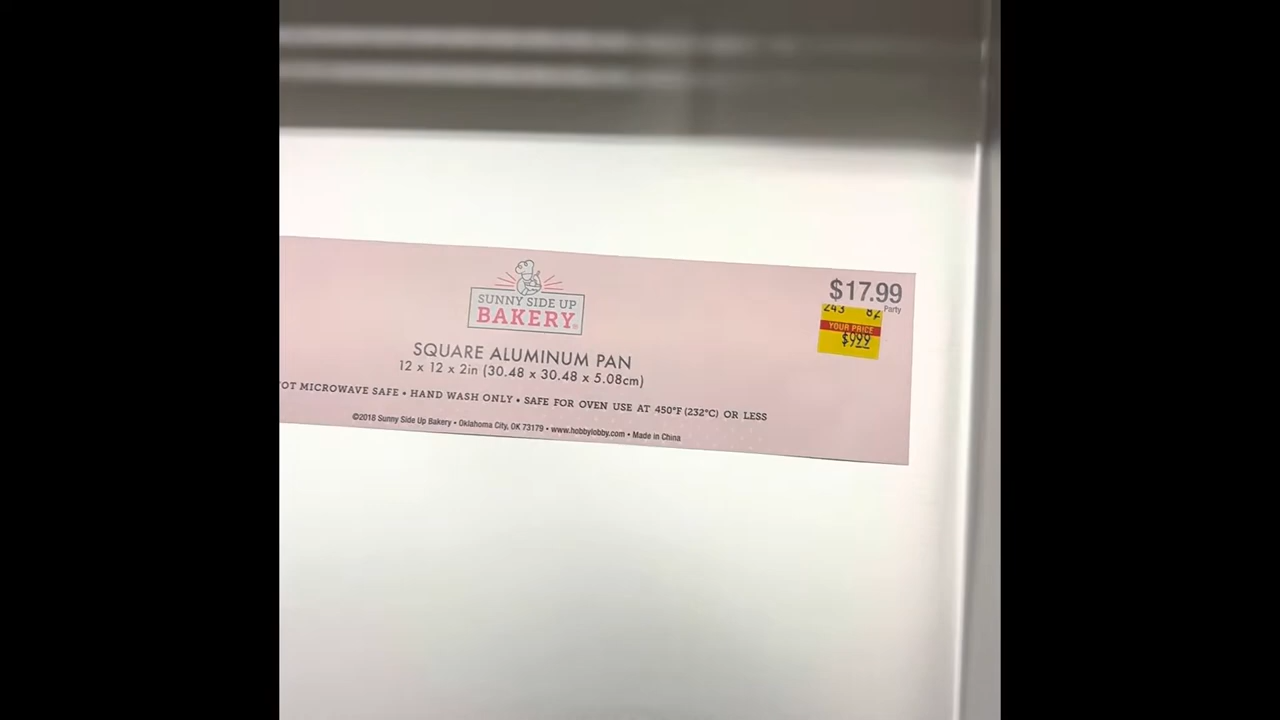 SUNNY SIDE UP
BAKERY®
SQUARE ALUMINUM PAN
12 x 12 x 2in (30.48 x 30.48 x 5.08cm)
OT MICROWAVE SAFE • HAND WASH ONLY • SAFE FOR OVEN USE AT 450°F (232°C) OR LESS
©2018 Sunny Side Up Bakery • Oklahoma City, OK 73179 • www.hobbylobby.com • Made in China
$17.99
Party
243
YOUR PRICE
$999